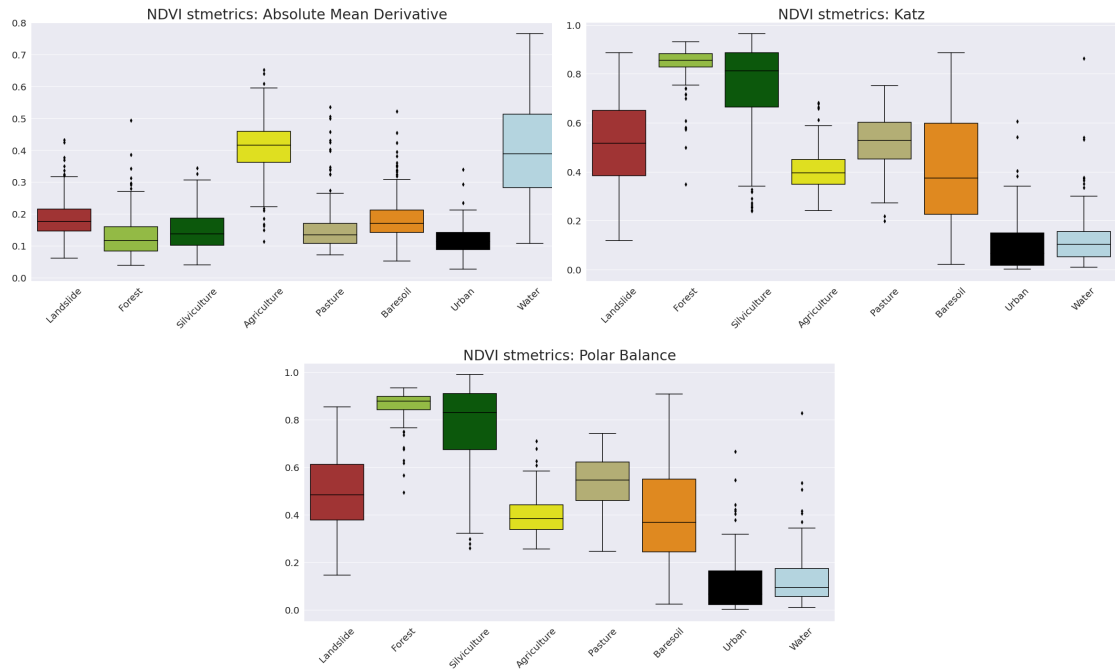 NDVI stmetrics: Absolute Mean Derivative
0.8
0.7
0.6
0.5
0.4
0.3
0.2
0.1
0.0
Landslide
Forest
Silviculture
Agriculture
Pasture
Baresoil
Urban
Water
NDVI stmetrics: Katz
1.0
0.8
0.6
0.4
0.2
0.0
Landslide
Forest
Silviculture
Agriculture
Pasture
Baresoil
Urban
Water
NDVI stmetrics: Polar Balance
1.0
0.8
0.6
0.4
0.2
0.0
Landslide
Forest
Silviculture
Agriculture
Pasture
Baresoil
Urban
Water